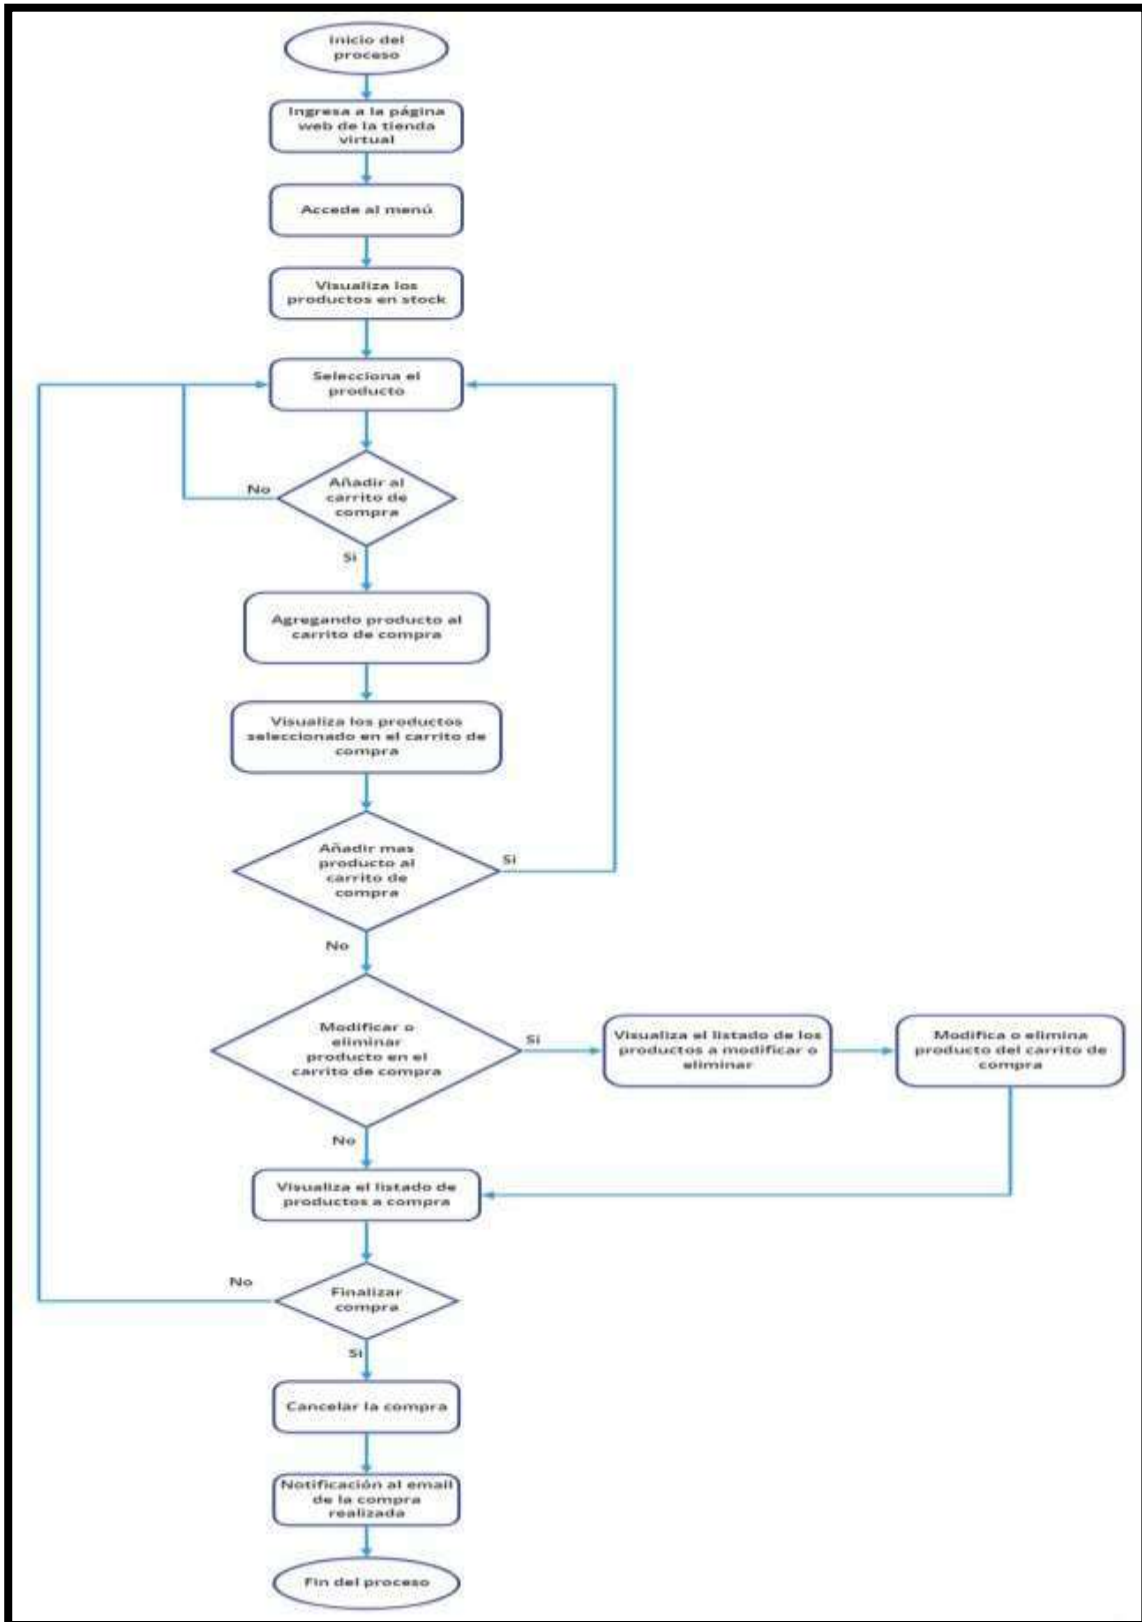 Inicio del
proceso
Ingresa a la página
web de la tienda
virtual
Accede al menú
Visualiza los
productos en stock
Selecciona el
producto
No
Añadir al
carrito de
compra
Si
Agregando producto al
carrito de compra
Visualiza los productos
seleccionado en el carrito de
compra
Añadir mas
producto al
carrito de
compra
Si
No
Modificar o
eliminar
producto en el
carrito de compra
Si
Visualiza el listado de los
productos a modificar o
eliminar
Modifica o elimina
producto del carrito de
compra
No
Visualiza el listado de
productos a compra
No
Finalizar
compra
Si
Cancelar la compra
Notificación al email
de la compra
realizada
Fin del proceso